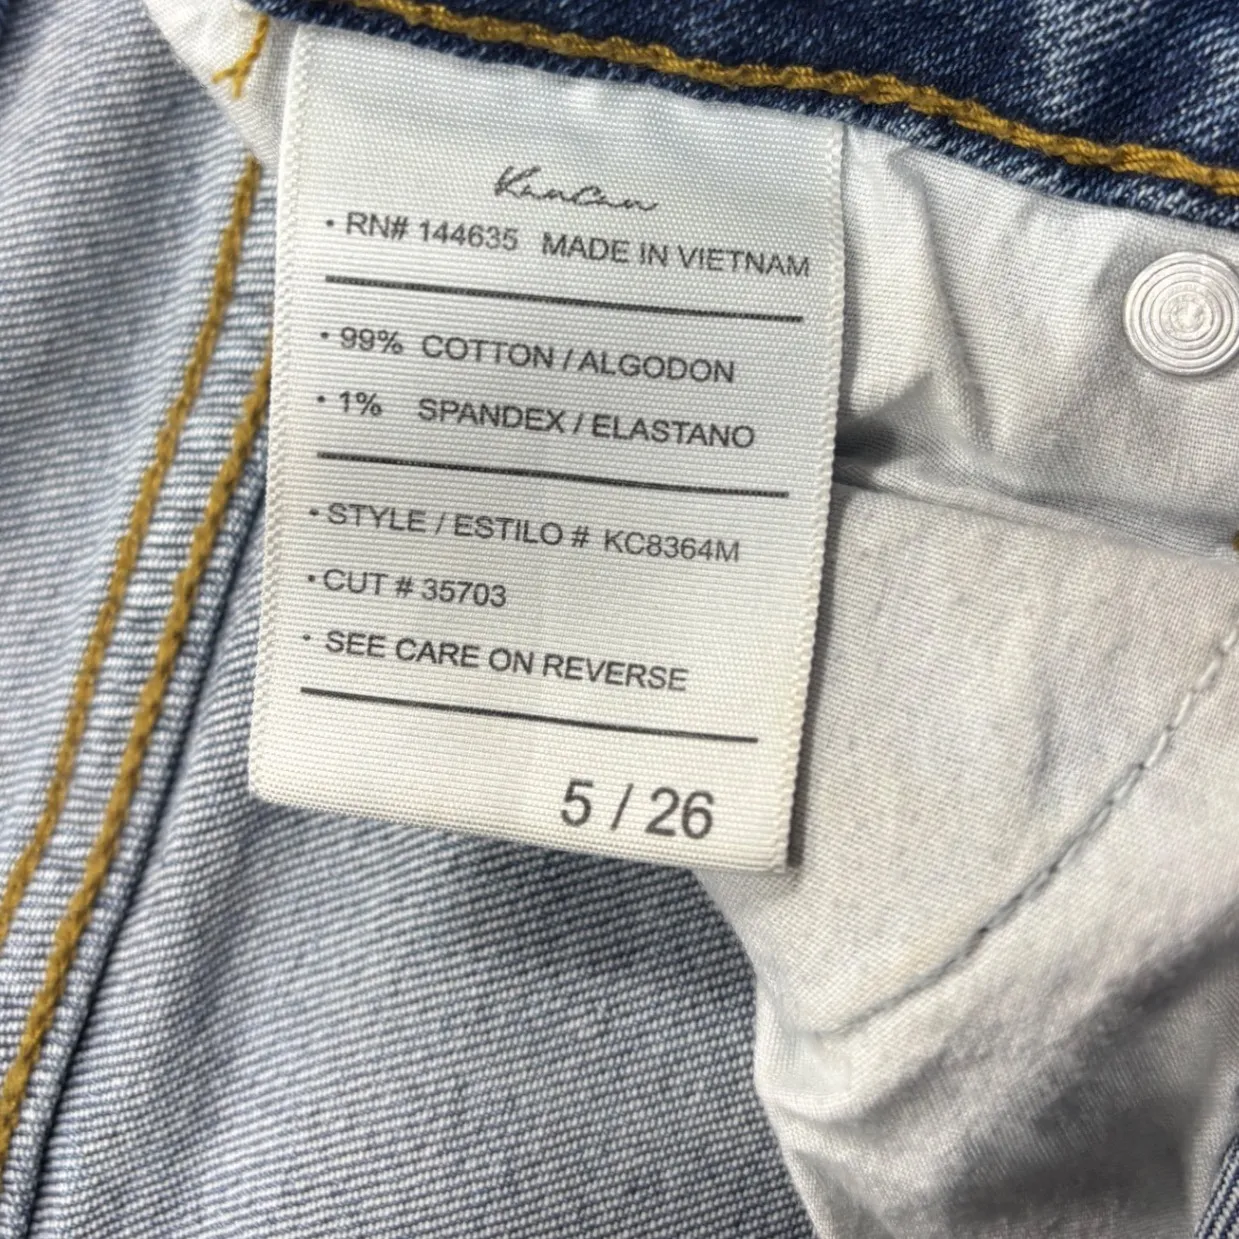 KanCan
• RN# 144635 MADE IN VIETNAM
• 99% COTTON / ALGODON
• 1% SPANDEX / ELASTANO
• STYLE / ESTILO # KC8364M
• CUT # 35703
• SEE CARE ON REVERSE
5 / 26